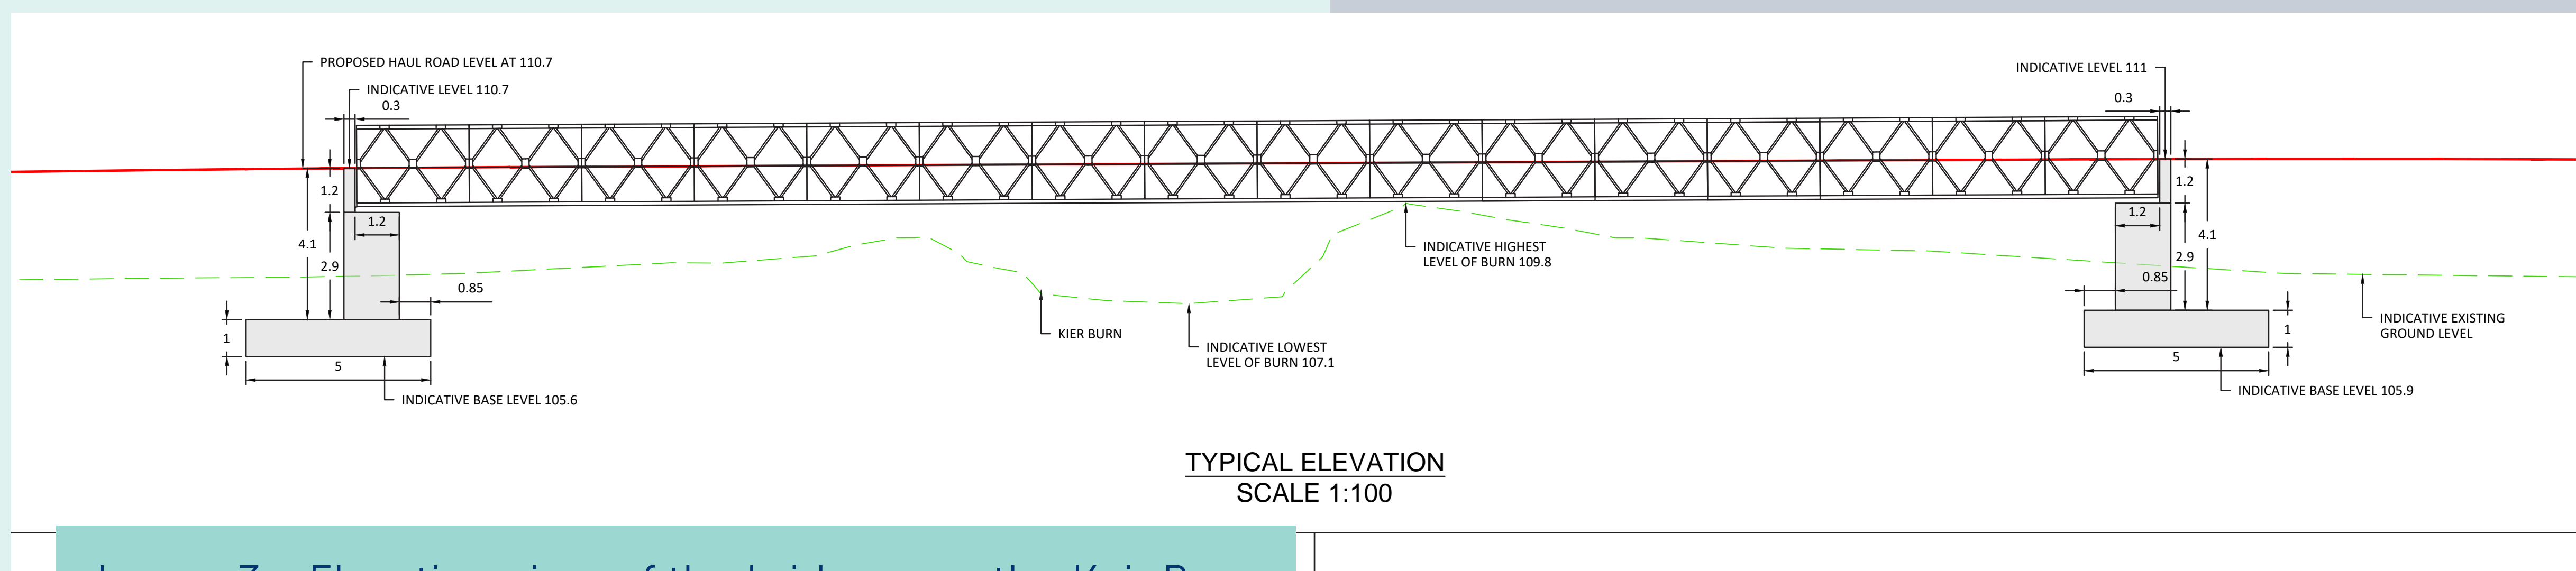 PROPOSED HAUL ROAD LEVEL AT 110.7
INDICATIVE LEVEL 110.7
0.3
INDICATIVE LEVEL 111
0.3
1.2
1.2
4.1
2.9
0.85
1
5
INDICATIVE BASE LEVEL 105.6
KIER BURN
INDICATIVE LOWEST
LEVEL OF BURN 107.1
INDICATIVE HIGHEST
LEVEL OF BURN 109.8
1.2
1.2
4.1
2.9
0.85
1
5
INDICATIVE BASE LEVEL 105.9
INDICATIVE EXISTING
GROUND LEVEL
TYPICAL ELEVATION
SCALE 1:100